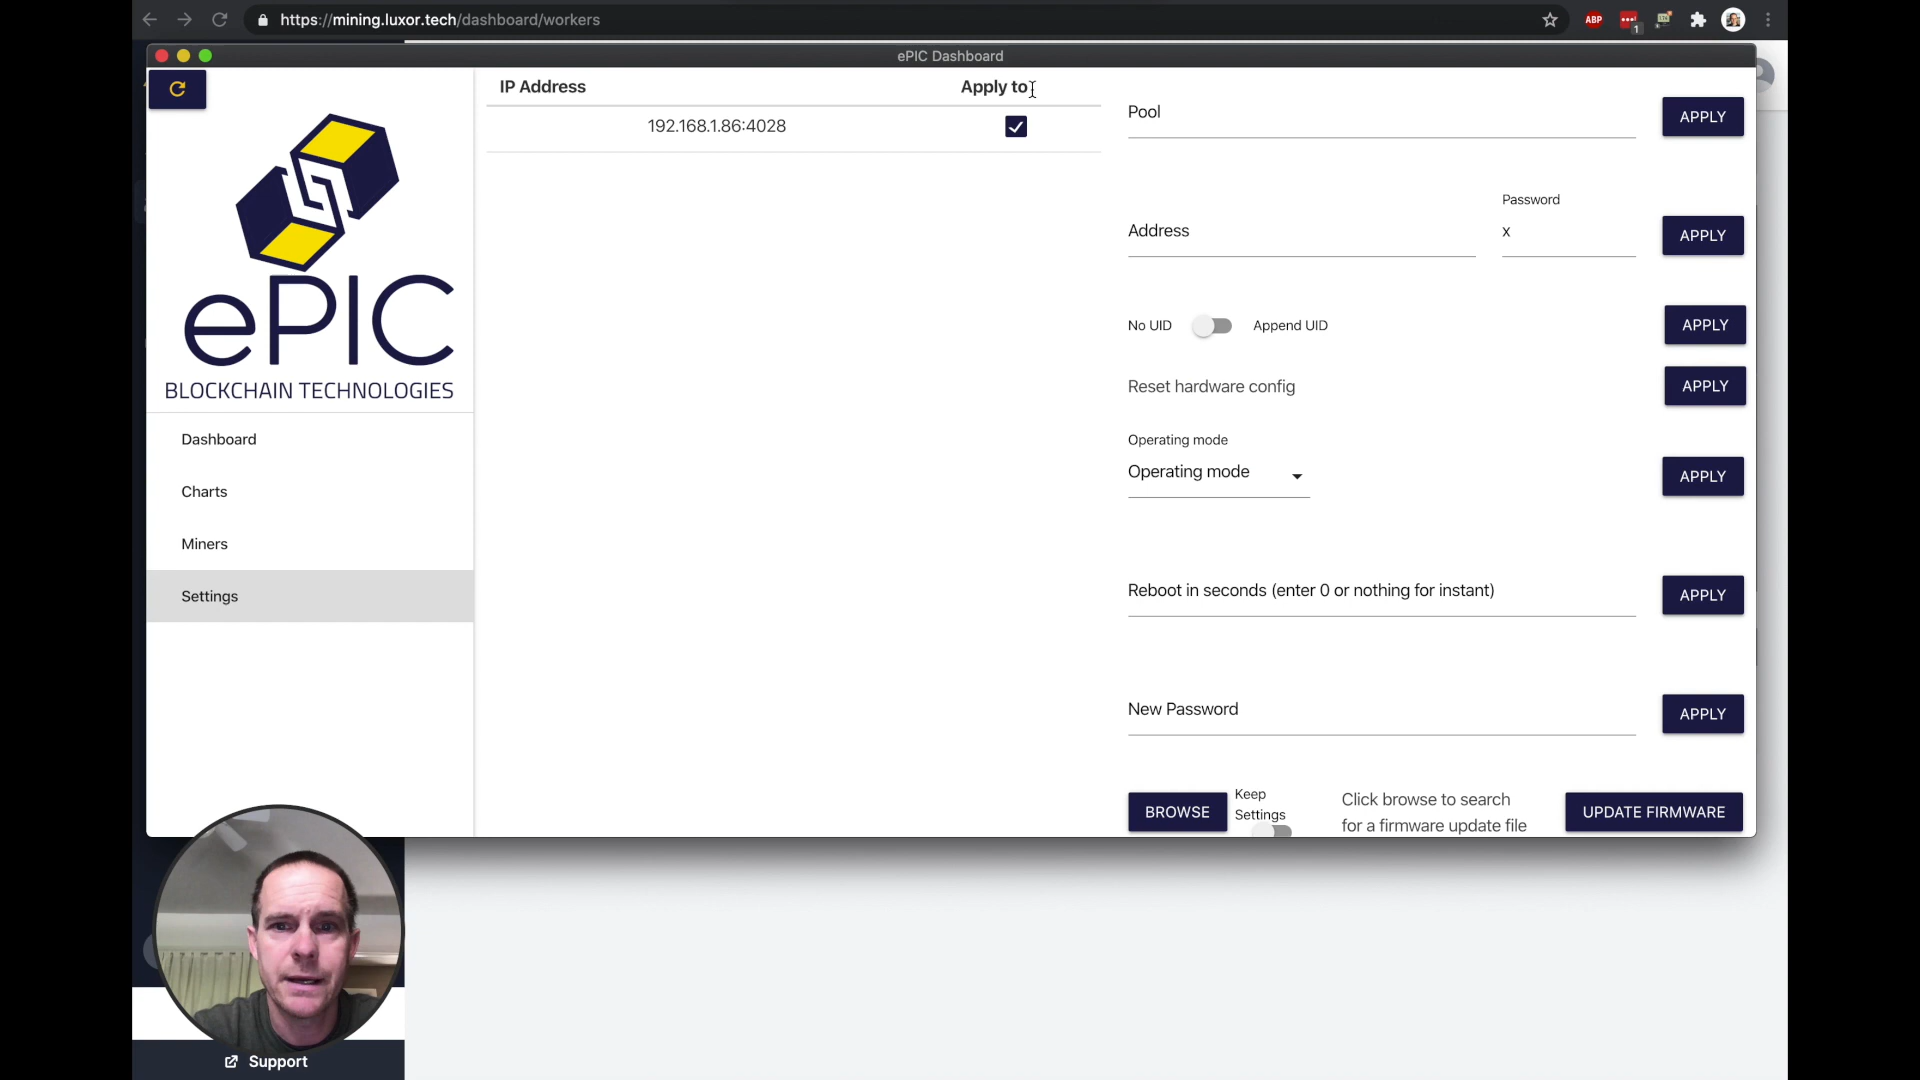 https://mining.luxor.tech/dashboard/workers
ABP
1
ePIC Dashboard
IP Address
Apply to
192.168.1.86:4028
Pool
APPLY
Password
Address
x
APPLY
No UID
Append UID
APPLY
Reset hardware config
APPLY
Operating mode
Operating mode
APPLY
Reboot in seconds (enter 0 or nothing for instant)
APPLY
New Password
APPLY
BROWSE
Keep
Settings
Click browse to search
for a firmware update file
UPDATE FIRMWARE
ePIC
BLOCKCHAIN TECHNOLOGIES
Dashboard
Charts
Miners
Settings
Support